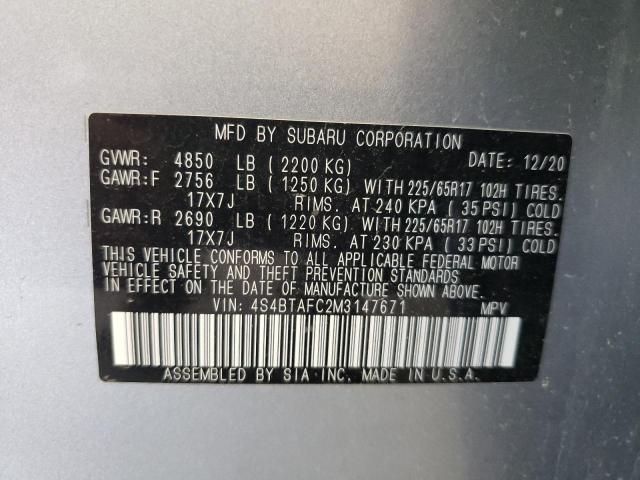 MFD BY SUBARU CORPORATION
GVWR: 4850 LB (2200 KG) DATE: 12/20
GAWR:F 2756 LB (1250 KG) WITH 225/65R17 102H TIRES.
17X7J RIMS. AT 240 KPA (35 PSI) COLD
GAWR:R 2690 LB (1220 KG) WITH 225/65R17 102H TIRES.
17X7J RIMS. AT 230 KPA (33 PSI) COLD
THIS VEHICLE CONFORMS TO ALL APPLICABLE FEDERAL MOTOR
VEHICLE SAFETY AND THEFT PREVENTION STANDARDS IN EFFECT
ON THE DATE OF MANUFACTURE SHOWN ABOVE.
VIN: 4S4BTAFC2M3147671 MPV
ASSEMBLED BY SIA INC. MADE IN U.S.A.